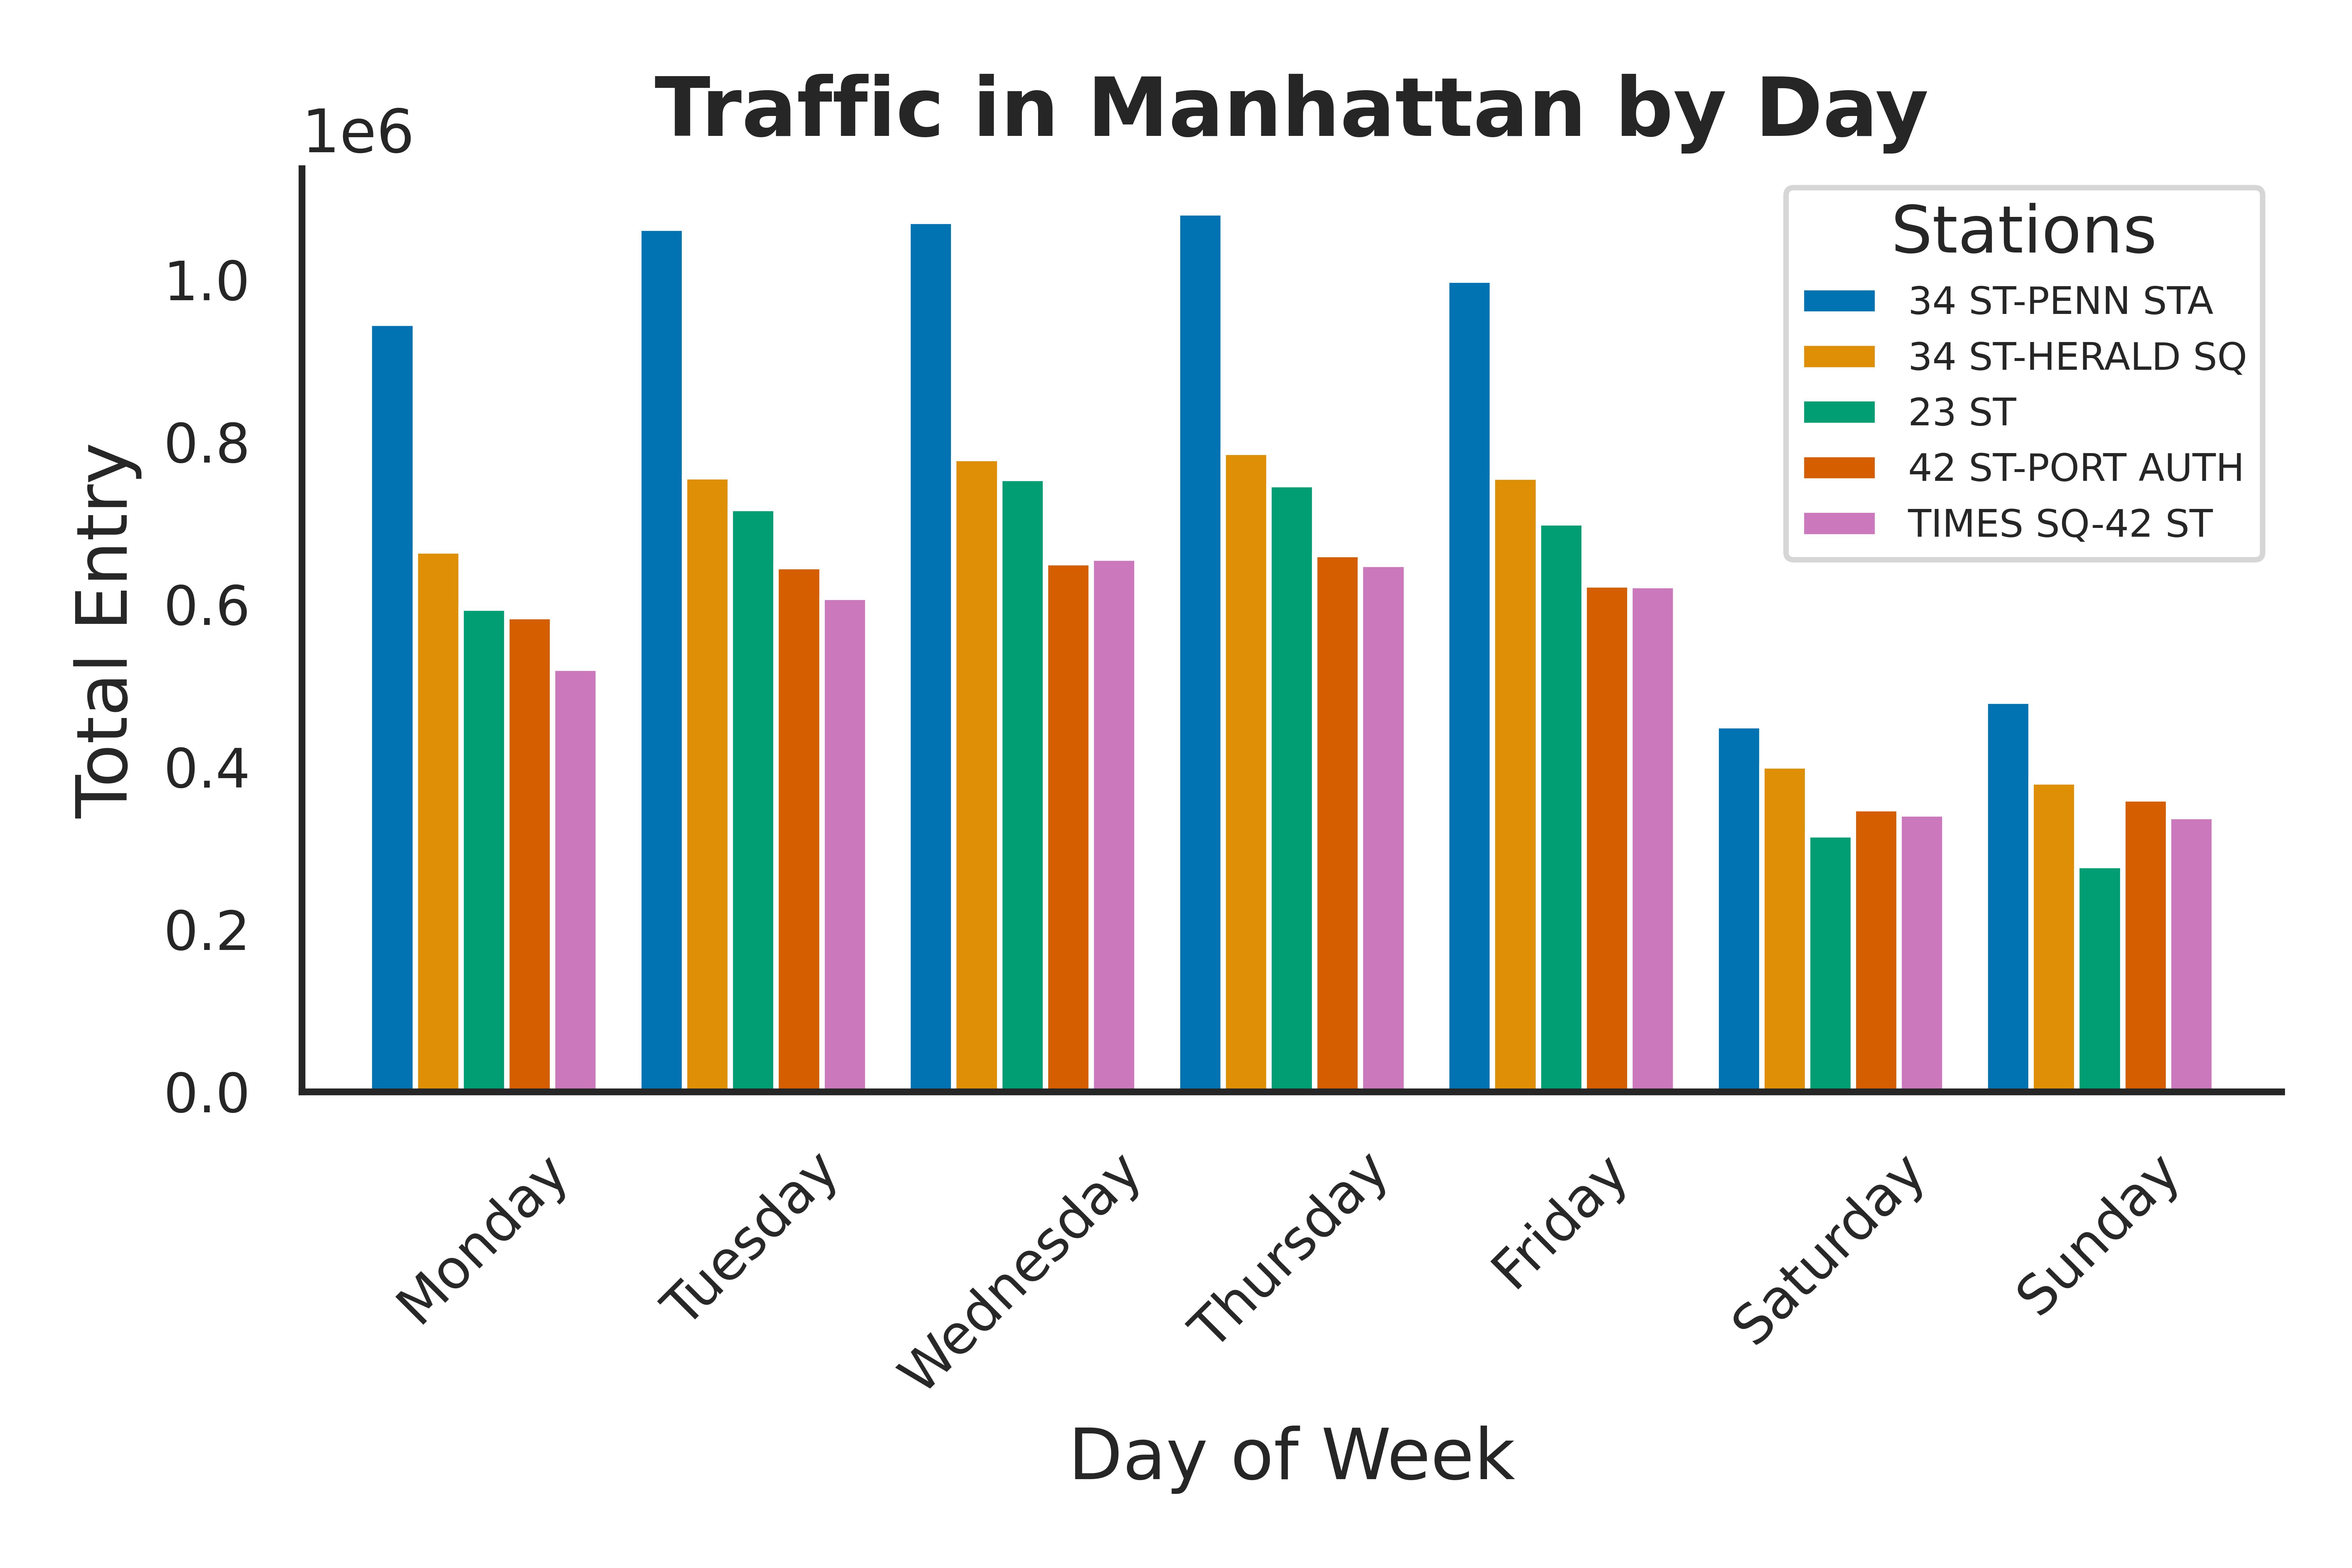 Traffic in Manhattan by Day
1e6
Total Entry
1.0
0.8
0.6
0.4
0.2
0.0
Stations
34 ST-PENN STA
34 ST-HERALD SQ
23 ST
42 ST-PORT AUTH
TIMES SQ-42 ST
Monday
Tuesday
Wednesday
Thursday
Friday
Saturday
Sunday
Day of Week